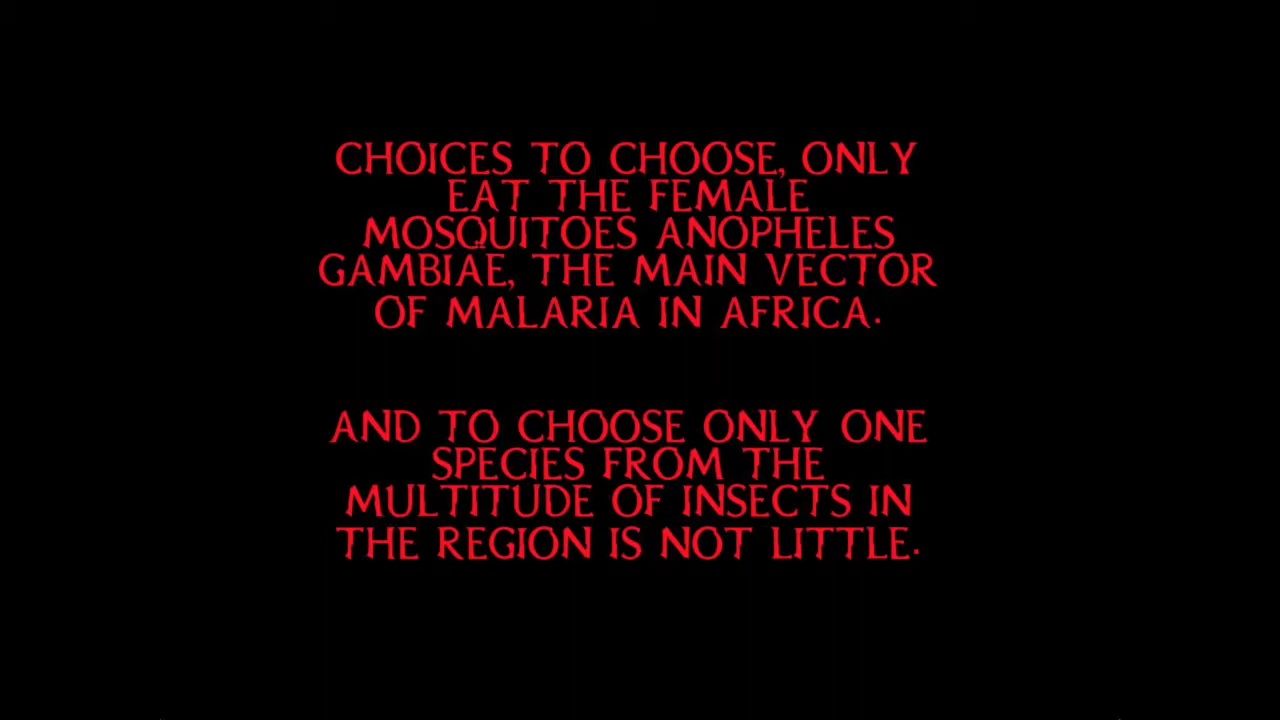 CHOICES TO CHOOSE, ONLY
EAT THE FEMALE
MOSQUITOES ANOPHELES
GAMBIAE, THE MAIN VECTOR
OF MALARIA IN AFRICA.
AND TO CHOOSE ONLY ONE
SPECIES FROM THE
MULTITUDE OF INSECTS IN
THE REGION IS NOT LITTLE.